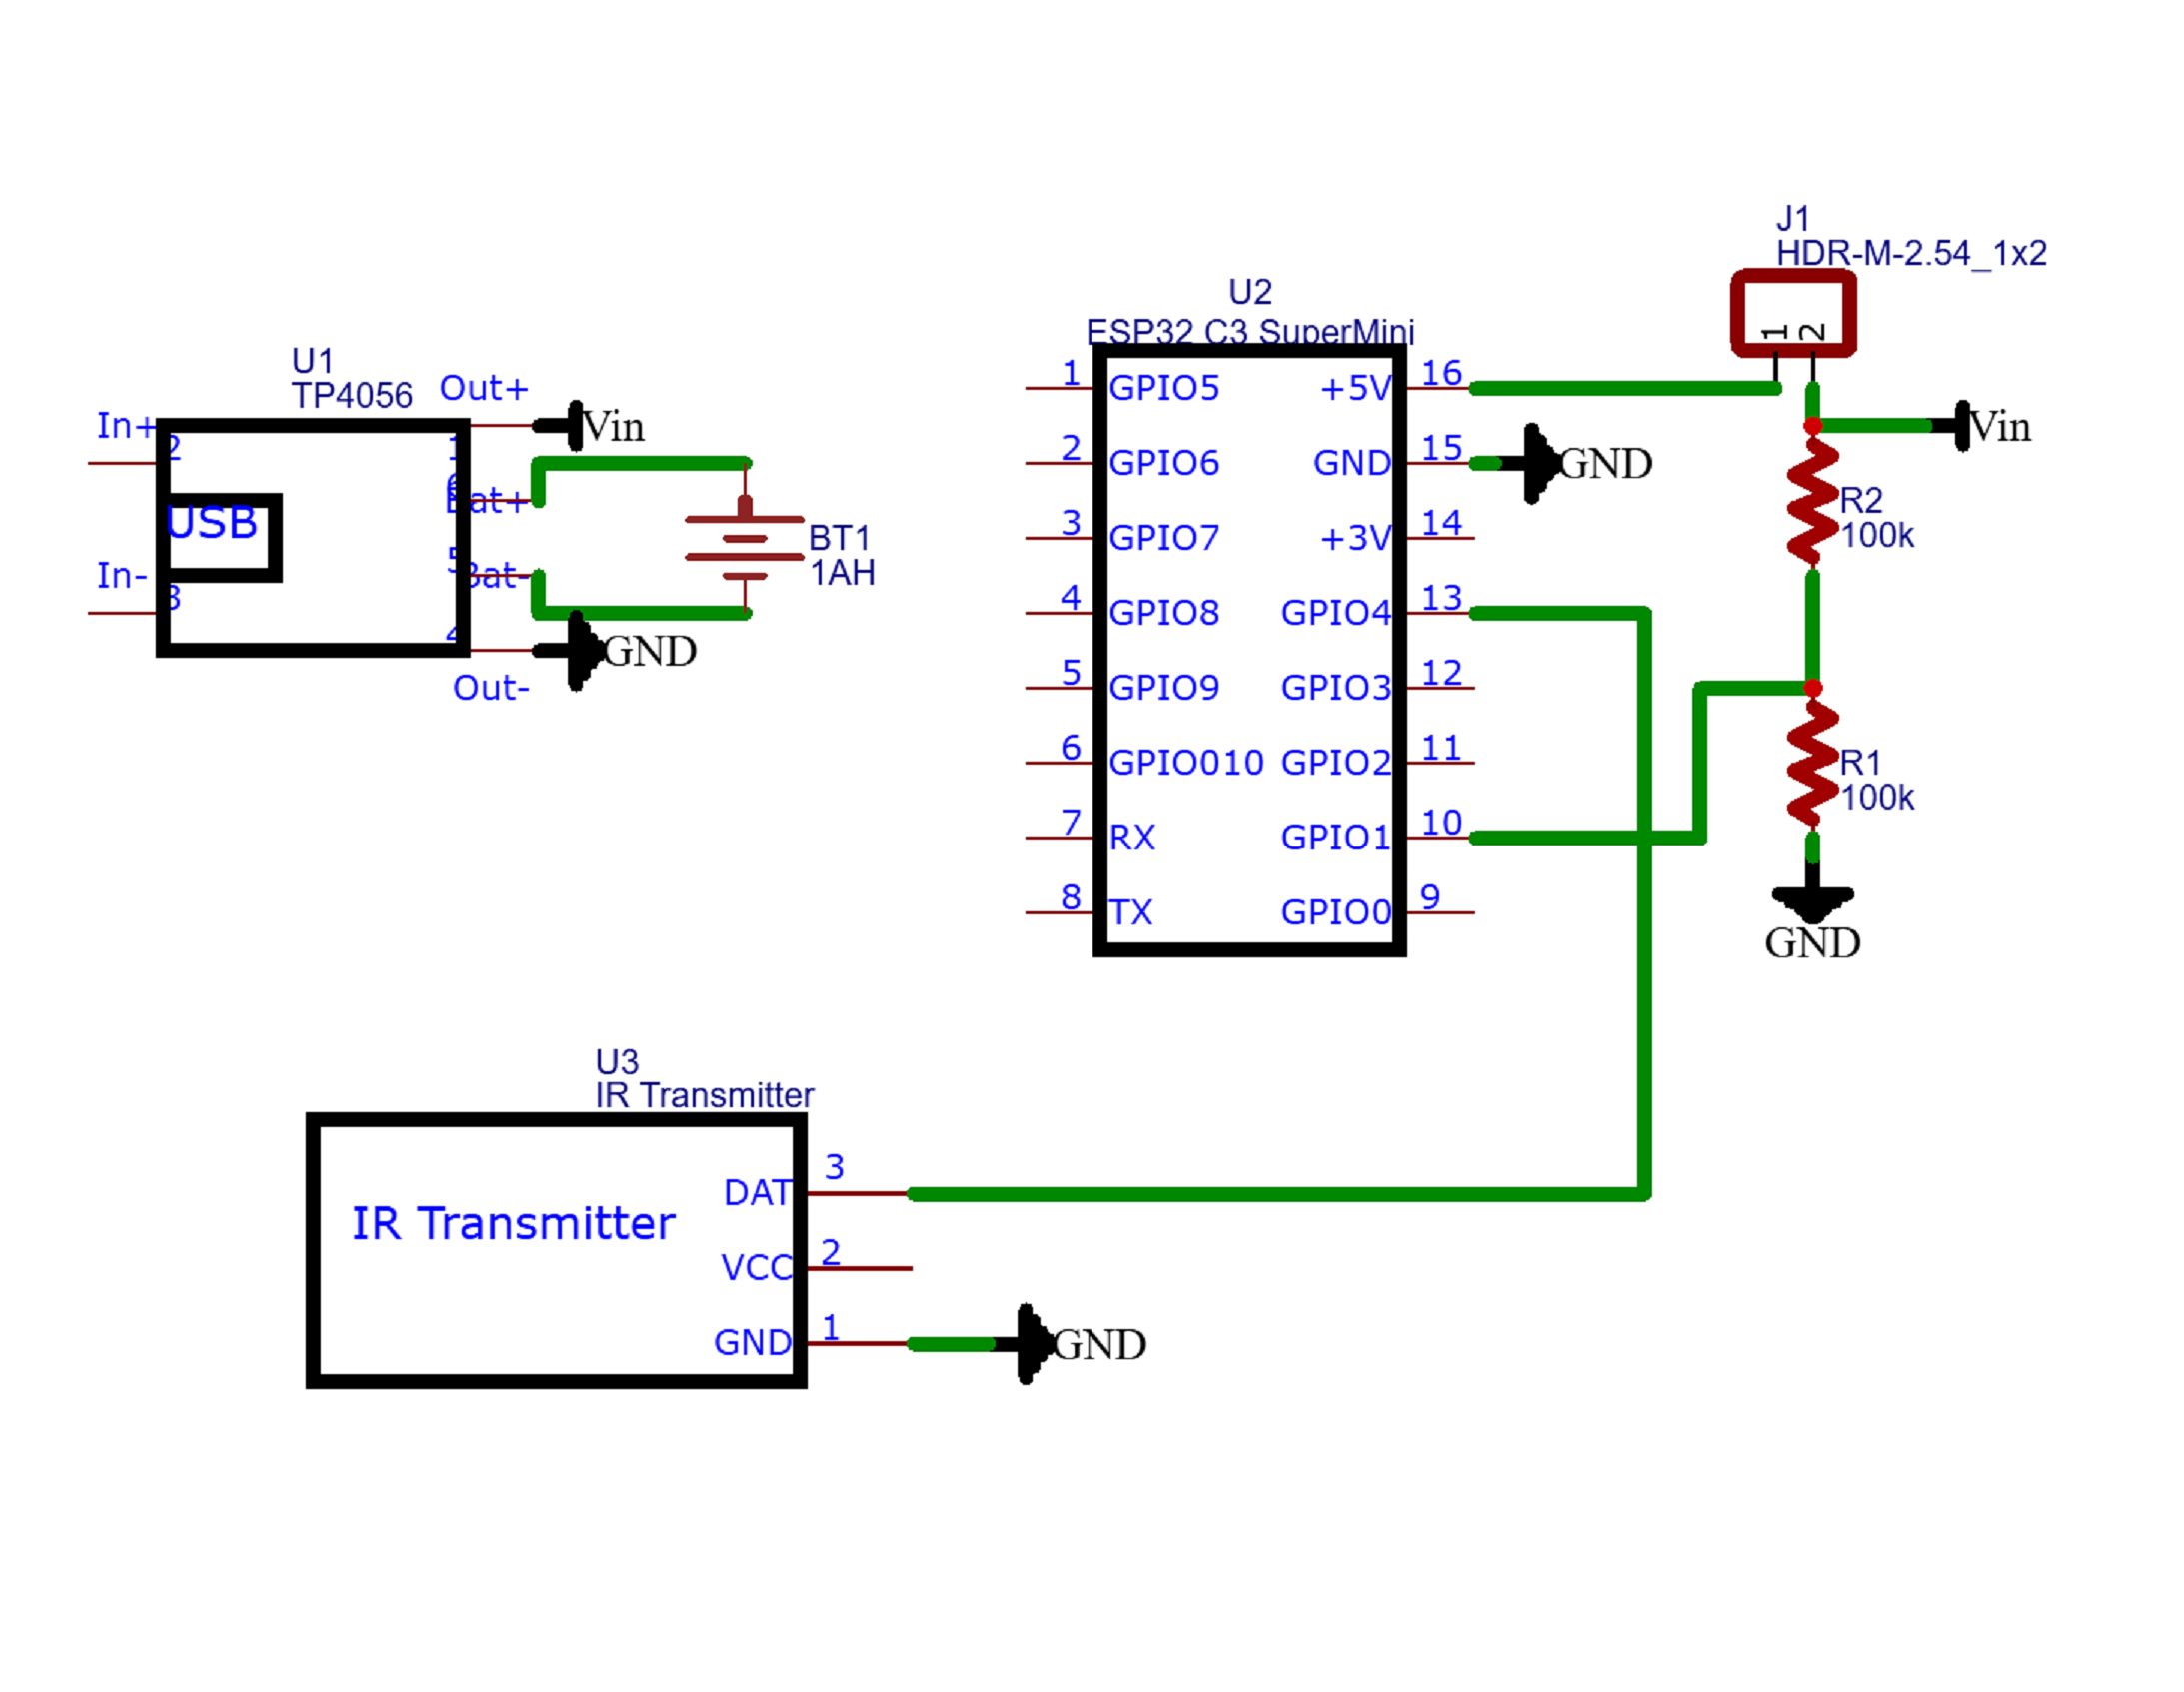 J1
HDR-M-2.54_1x2
1
2
U2
ESP32 C3 SuperMini
U1
TP4056
Out+
Vin
In+
2
1
6
Bat+
USB
BT1
1AH
In-
3
5
Bat-
4
GND
Out-
1
GPIO5
+5V
16
2
GPIO6
GND
15
GND
3
GPIO7
+3V
14
4
GPIO8
GPIO4
13
5
GPIO9
GPIO3
12
6
GPIO010
GPIO2
11
7
RX
GPIO1
10
8
TX
GPIO0
9
Vin
R2
100k
R1
100k
GND
U3
IR Transmitter
IR Transmitter
DAT
3
VCC
2
GND
1
GND